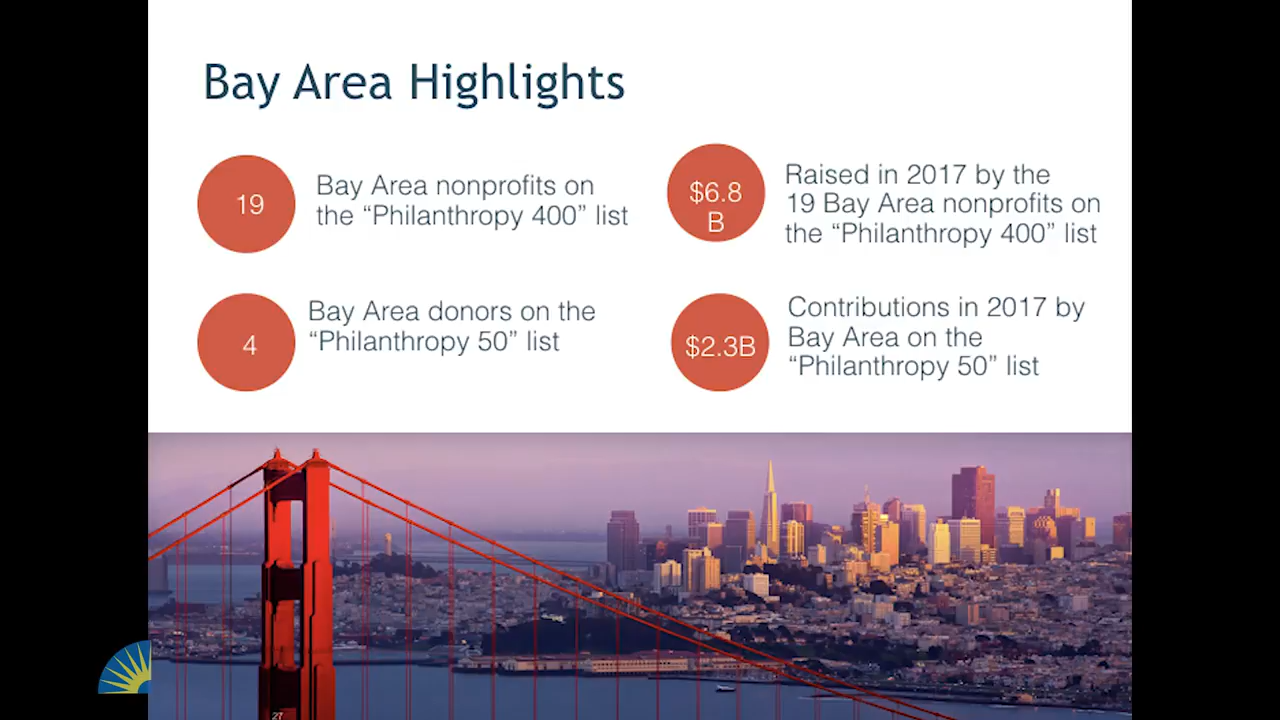 Bay Area Highlights
19
Bay Area nonprofits on
the “Philanthropy 400” list
$6.8
B
Raised in 2017 by the
19 Bay Area nonprofits on
the “Philanthropy 400” list
4
Bay Area donors on the
“Philanthropy 50” list
$2.3B
Contributions in 2017 by
Bay Area on the
“Philanthropy 50” list
27